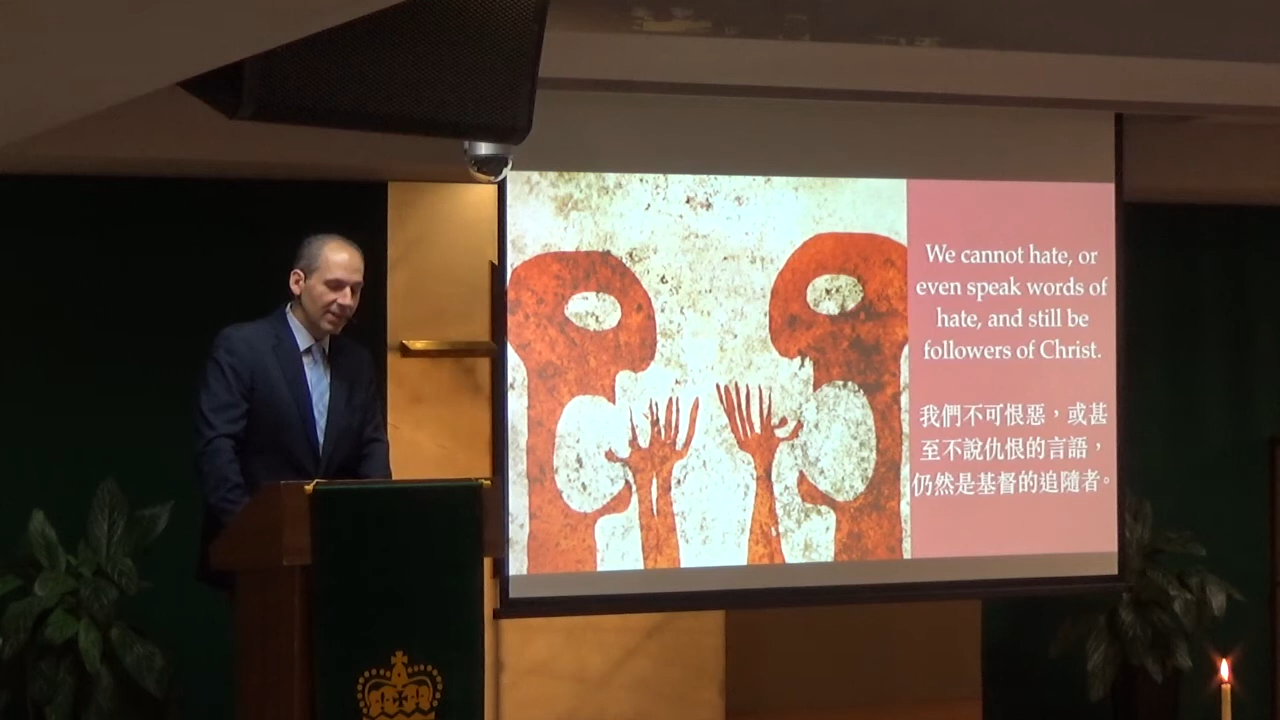 We cannot hate, or
even speak words of
hate, and still be
followers of Christ.
我們不可恨惡，或甚
至不說仇恨的言語，
仍然是基督的追隨者。